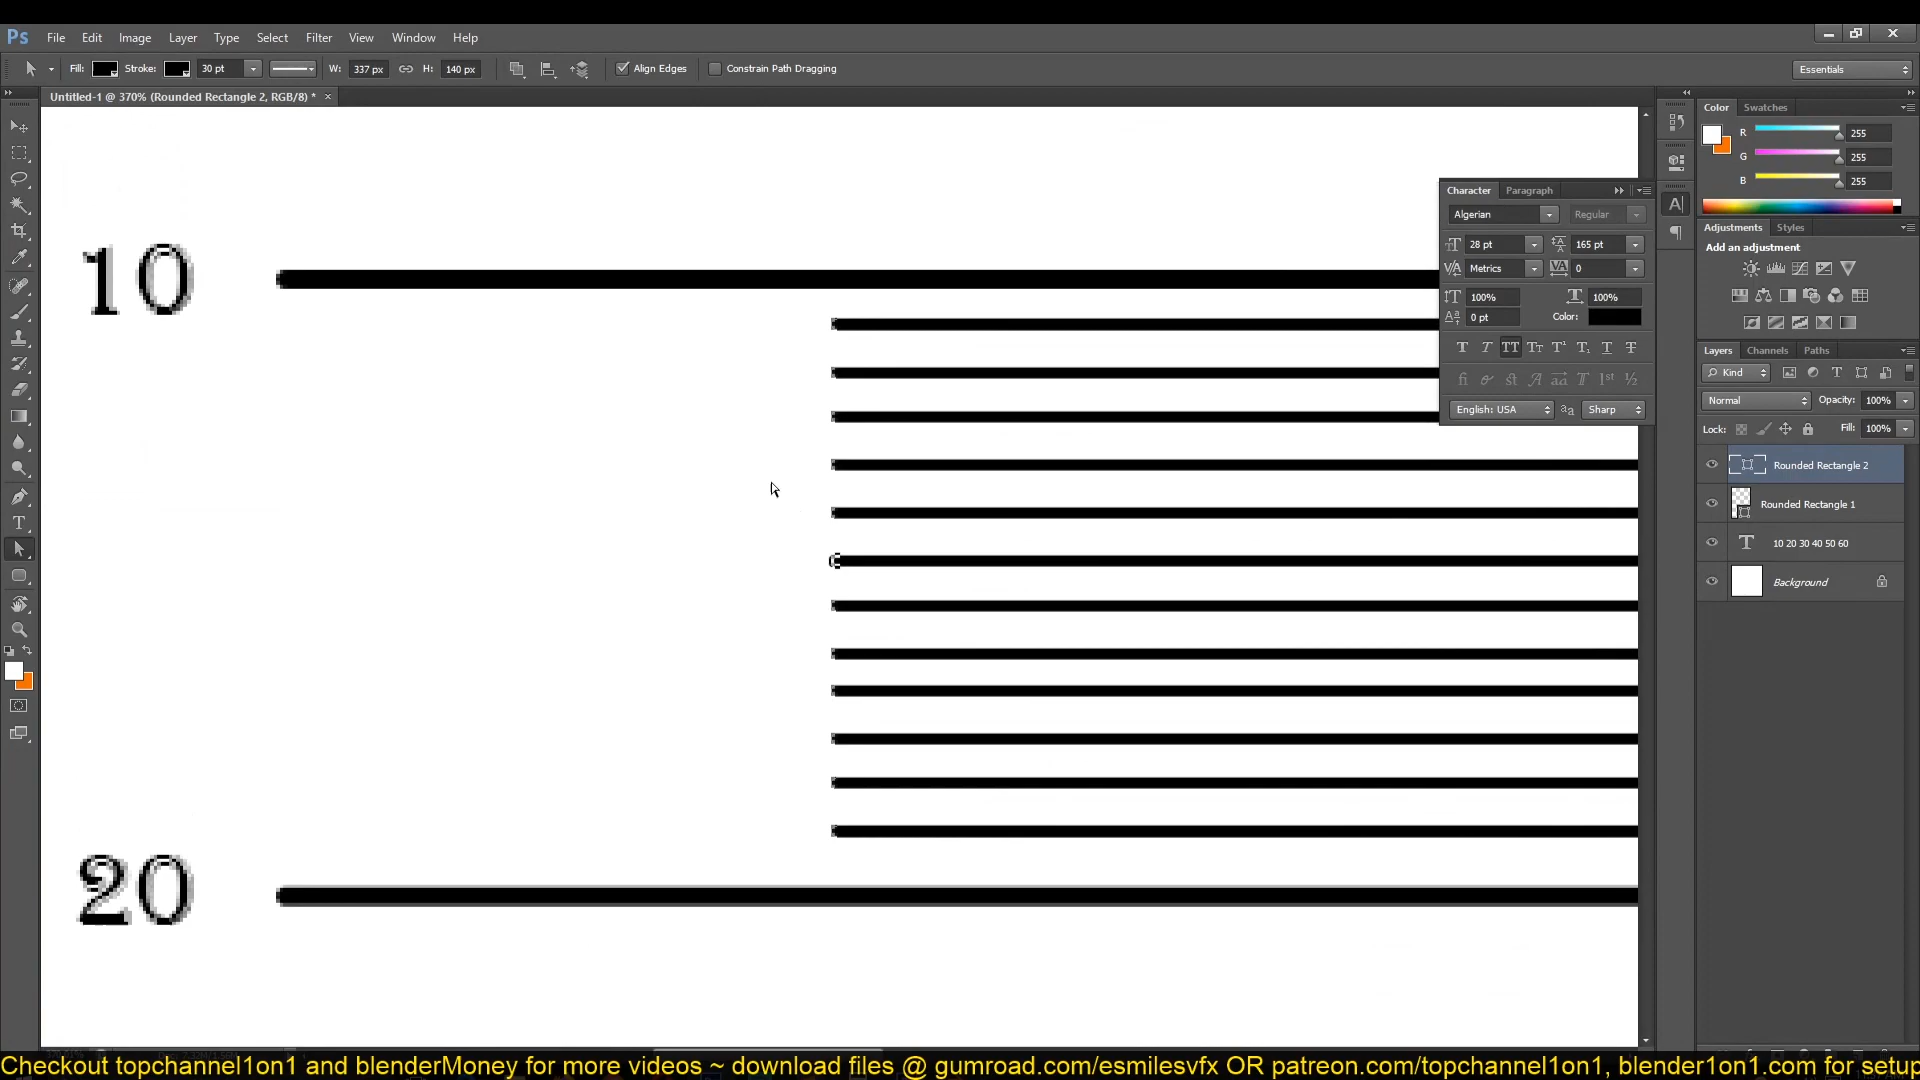 Ps File Edit Image Layer Type Select Filter View Window Help
Fill: Stroke: 30 pt W: 337 px H: 140 px Align Edges Constrain Path Dragging Essentials
Untitled-1 @ 370% (Rounded Rectangle 2, RGB/8) * ×
Color Swatches
R 255
G 255
B 255
Character Paragraph
Algerian Regular
28 pt 165 pt
Metrics 0
100% 100%
0 pt Color:
English: USA Sharp
Adjustments Styles
Add an adjustment
Layers Channels Paths
Kind
Normal Opacity: 100%
Lock: Fill: 100%
Rounded Rectangle 2
Rounded Rectangle 1
10 20 30 40 50 60
Background
10
20
Checkout topchannel1on1 and blenderMoney for more videos ~ download files @ gumroad.com/esmilesvfx OR patreon.com/topchannel1on1, blender1on1.com for setup